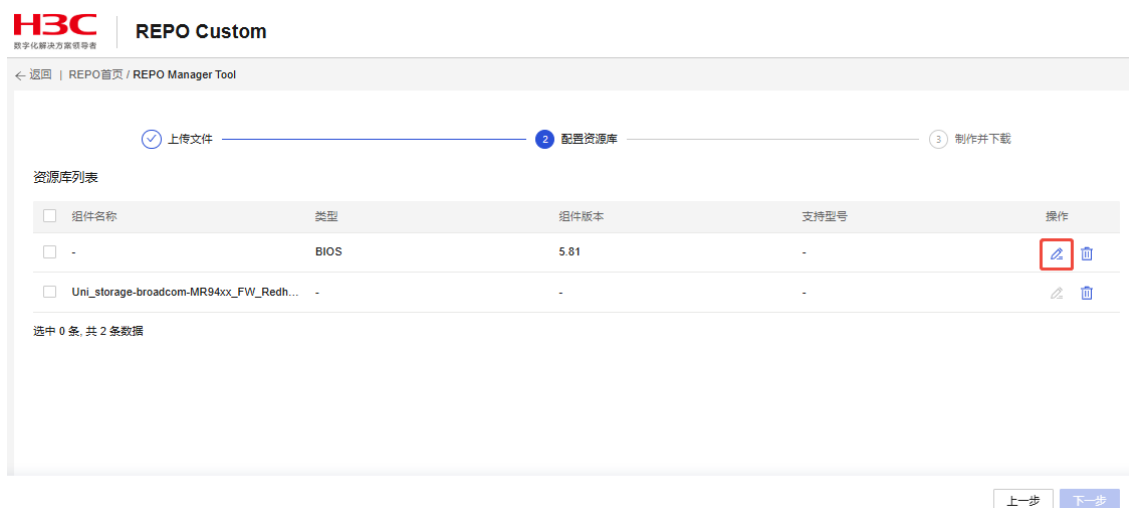 H3C
数字化解决方案领导者
REPO Custom
返回 | REPO首页 / REPO Manager Tool
上传文件 2 配置资源库 3 制作并下载
资源库列表
组件名称 类型 组件版本 支持型号 操作
- BIOS 5.81 -
Uni_storage-broadcom-MR94xx_FW_Redh... - - -
选中 0 条, 共 2 条数据
上一步 下一步